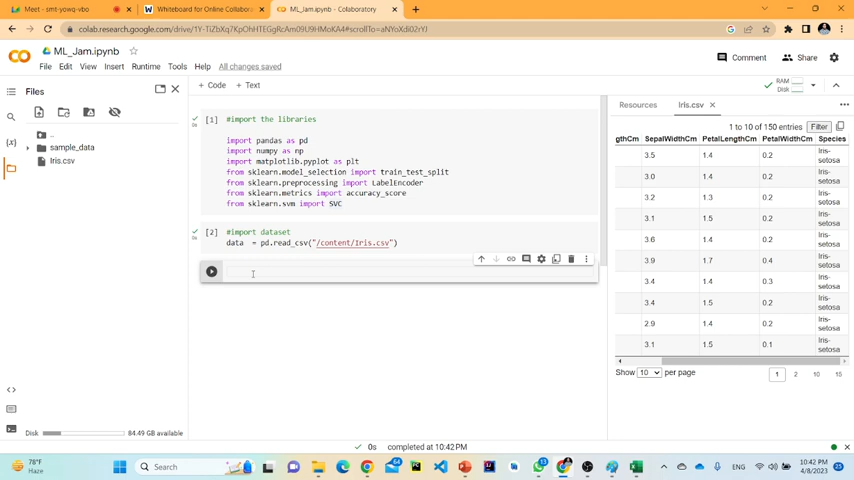 Meet - smt-yowq-vbo
Whiteboard for Online Collabora
ML_Jam.ipynb - Colaboratory
colab.research.google.com/drive/1Y-TiZbXq7KpOhHTEGgRcAm09U9HMoKA4#scrollTo=aNYoXdi02rYJ
ML_Jam.ipynb
File Edit View Insert Runtime Tools Help All changes saved
Comment
Share
Files
+ Code + Text
RAM
Disk
..
sample_data
Iris.csv
[1] #import the libraries
import pandas as pd
import numpy as np
import matplotlib.pyplot as plt
from sklearn.model_selection import train_test_split
from sklearn.preprocessing import LabelEncoder
from sklearn.metrics import accuracy_score
from sklearn.svm import SVC
[2] #import dataset
data = pd.read_csv("/content/Iris.csv")
Resources Iris.csv
1 to 10 of 150 entries Filter
gthCm SepalWidthCm PetalLengthCm PetalWidthCm Species
3.5 1.4 0.2 Iris-setosa
3.0 1.4 0.2 Iris-setosa
3.2 1.3 0.2 Iris-setosa
3.1 1.5 0.2 Iris-setosa
3.6 1.4 0.2 Iris-setosa
3.9 1.7 0.4 Iris-setosa
3.4 1.4 0.3 Iris-setosa
3.4 1.5 0.2 Iris-setosa
2.9 1.4 0.2 Iris-setosa
3.1 1.5 0.1 Iris-setosa
Show 10 per page 1 2 10 15
Disk 84.49 GB available
0s completed at 10:42 PM
78°F
Haze
Search
ENG
10:42 PM
4/8/2023